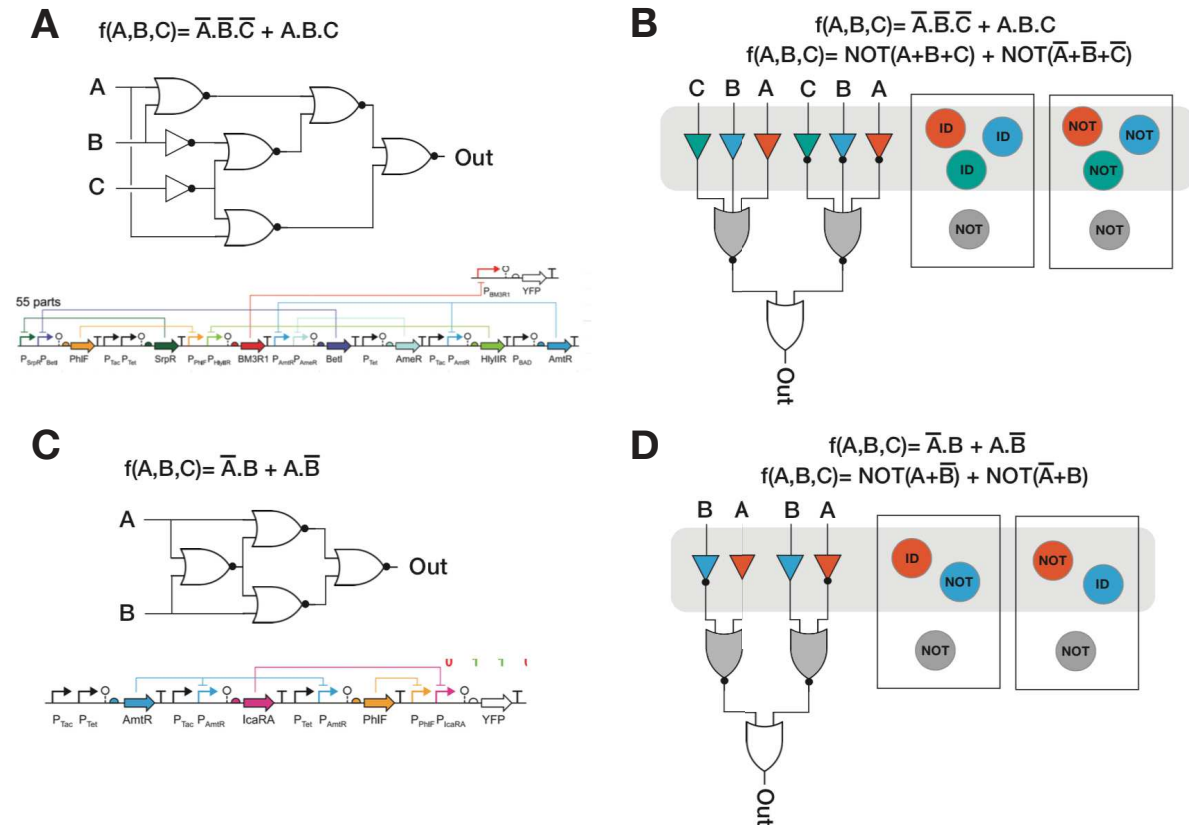 A
f(A,B,C)= A̅.B̅.C̅ + A.B.C
A
B
C
Out
P_BM3R1 YFP
55 parts
P_SrpR P_BetI PhlF P_Tac P_Tet SrpR P_PhlF P_HlyIIR BM3R1 P_AmtR P_AmeR BetI P_Tet AmeR P_Tac P_AmtR HlyIIR P_BAD AmtR
B
f(A,B,C)= A̅.B̅.C̅ + A.B.C
f(A,B,C)= NOT(A+B+C) + NOT(A̅+B̅+C̅)
C B A C B A
ID ID ID NOT
NOT NOT NOT NOT
Out
C
f(A,B,C)= A̅.B + A.B̅
A
B
Out
P_Tac P_Tet AmtR P_Tac P_AmtR IcaRA P_Tet P_AmtR PhlF P_PhlF P_IcaRA YFP
D
f(A,B,C)= A̅.B + A.B̅
f(A,B,C)= NOT(A+B̅) + NOT(A̅+B)
B A B A
ID NOT NOT
NOT ID NOT
Out